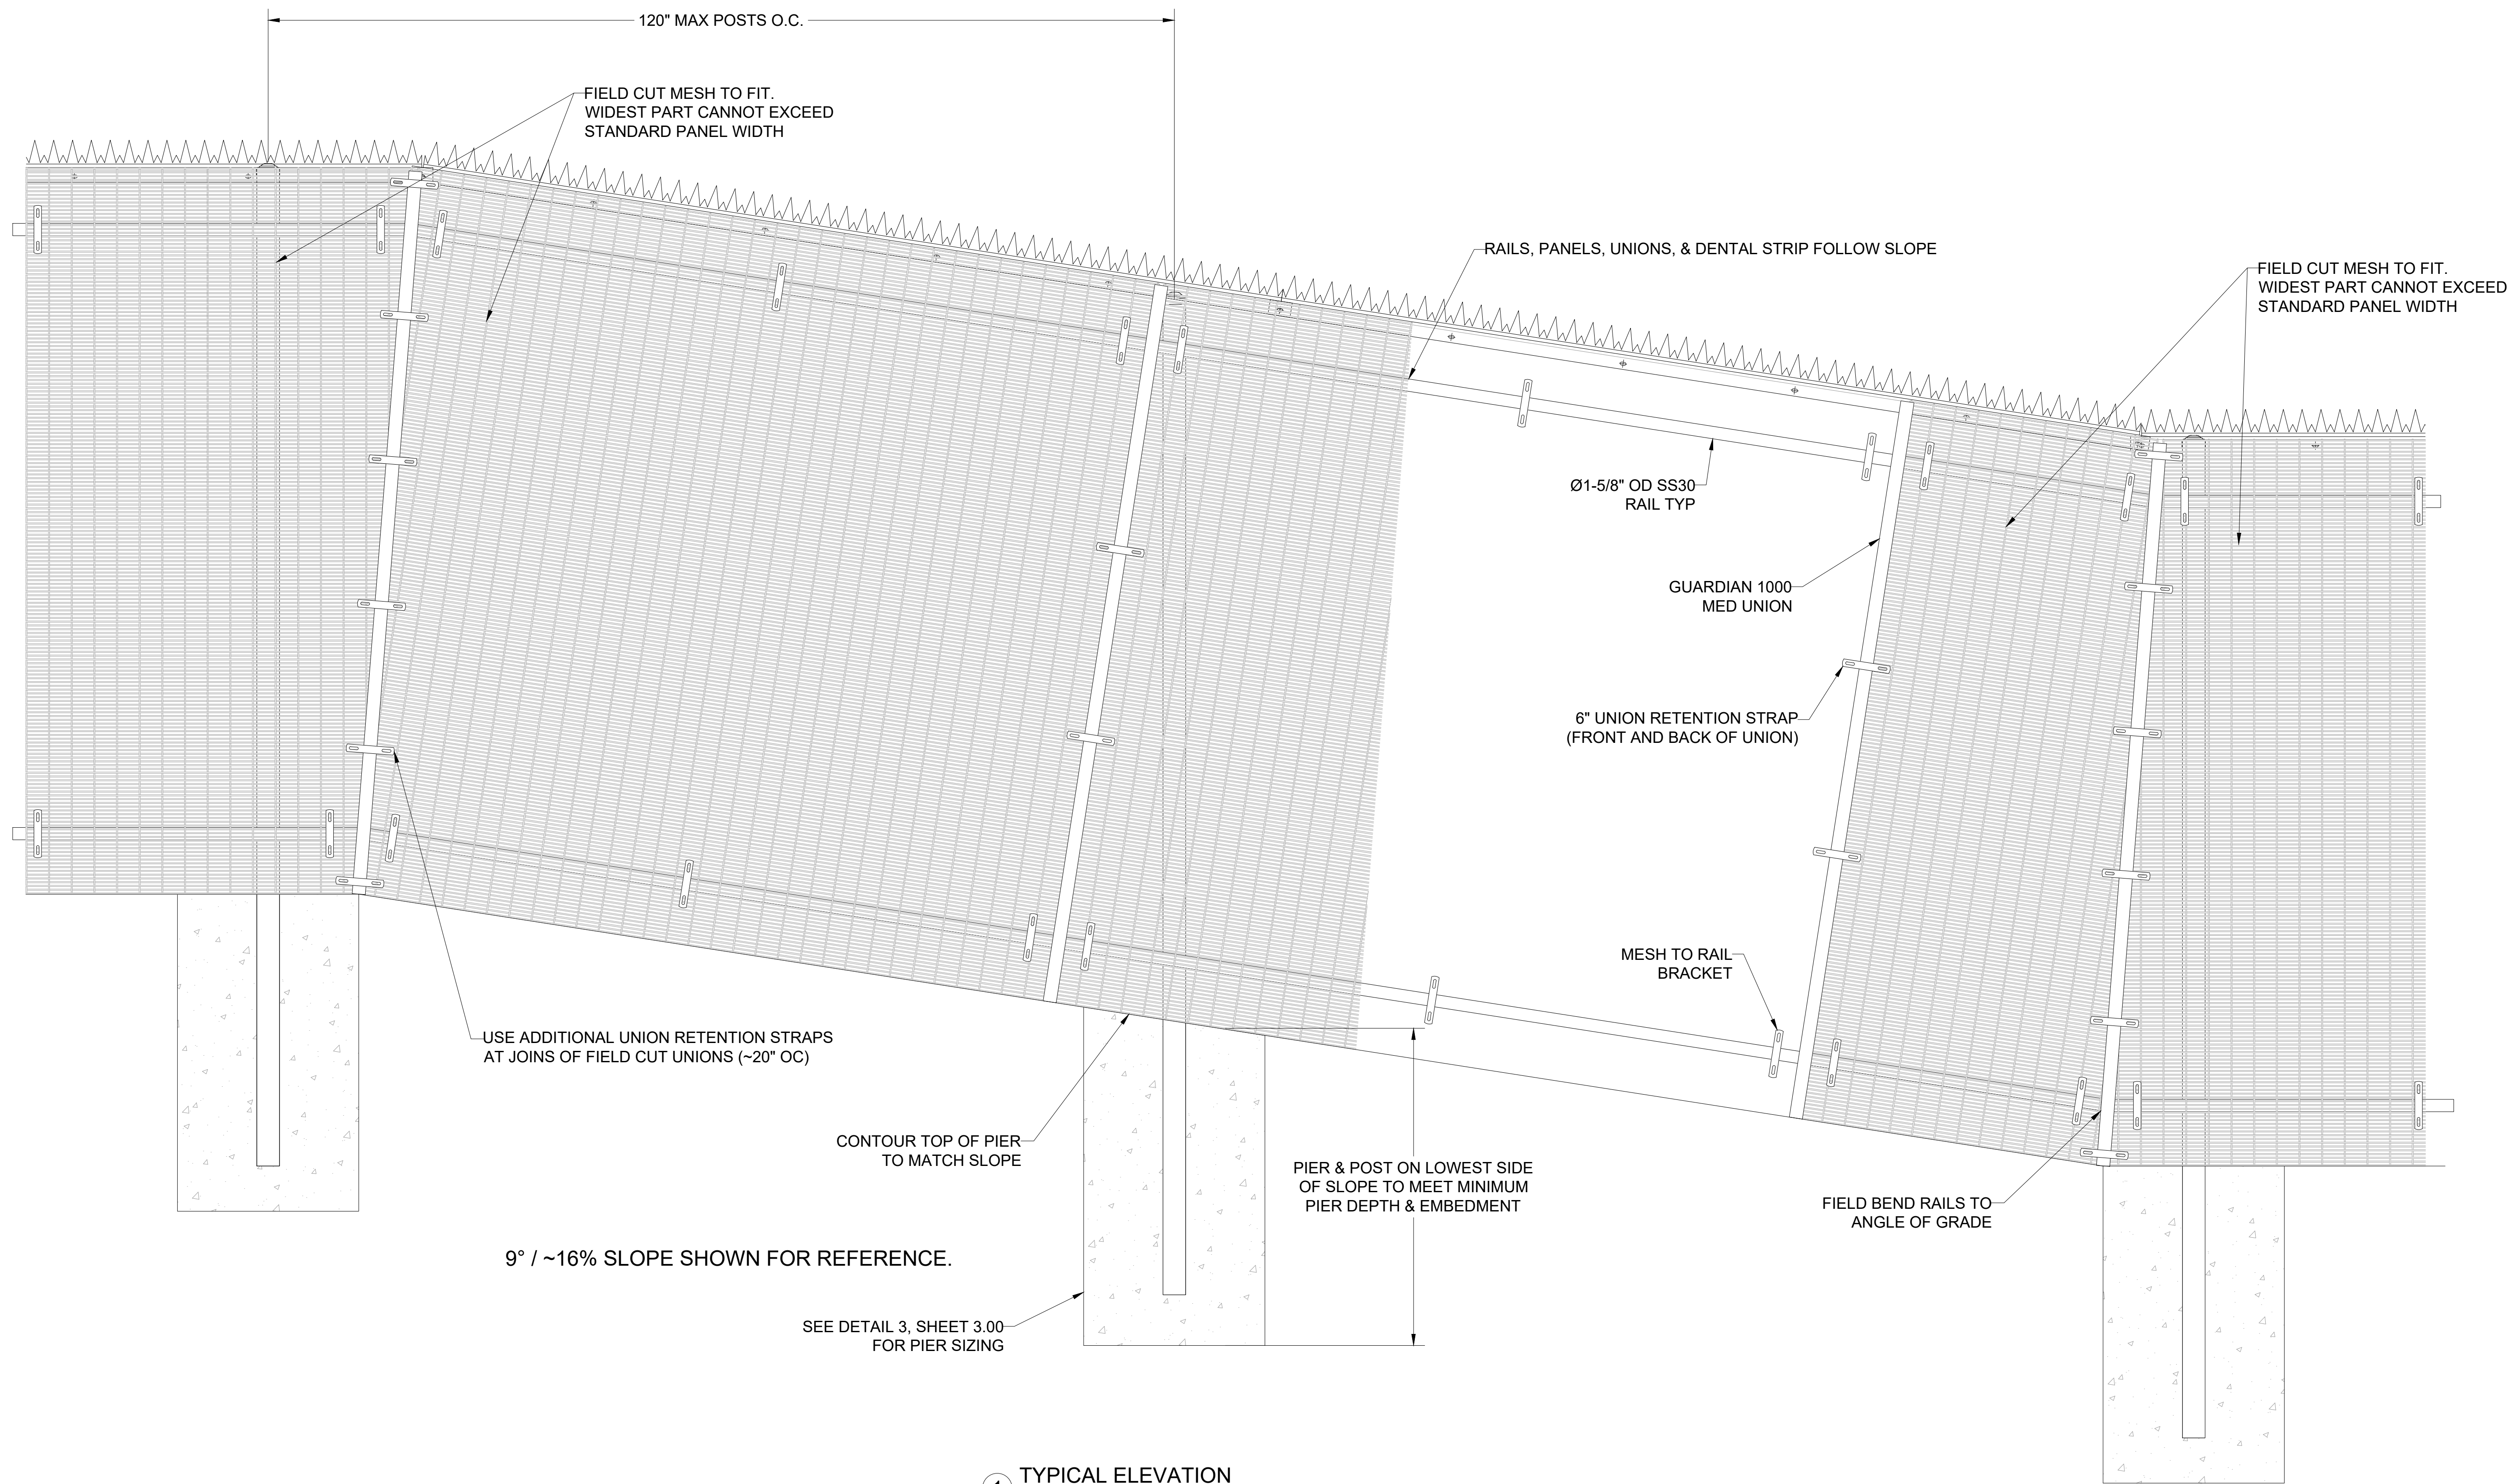 120" MAX POSTS O.C.
FIELD CUT MESH TO FIT.
WIDEST PART CANNOT EXCEED
STANDARD PANEL WIDTH
RAILS, PANELS, UNIONS, & DENTAL STRIP FOLLOW SLOPE
FIELD CUT MESH TO FIT.
WIDEST PART CANNOT EXCEED
STANDARD PANEL WIDTH
Ø1-5/8" OD SS30
RAIL TYP
GUARDIAN 1000
MED UNION
6" UNION RETENTION STRAP
(FRONT AND BACK OF UNION)
MESH TO RAIL
BRACKET
USE ADDITIONAL UNION RETENTION STRAPS
AT JOINS OF FIELD CUT UNIONS (~20" OC)
CONTOUR TOP OF PIER
TO MATCH SLOPE
PIER & POST ON LOWEST SIDE
OF SLOPE TO MEET MINIMUM
PIER DEPTH & EMBEDMENT
FIELD BEND RAILS TO
ANGLE OF GRADE
9° / ~16% SLOPE SHOWN FOR REFERENCE.
SEE DETAIL 3, SHEET 3.00
FOR PIER SIZING
TYPICAL ELEVATION